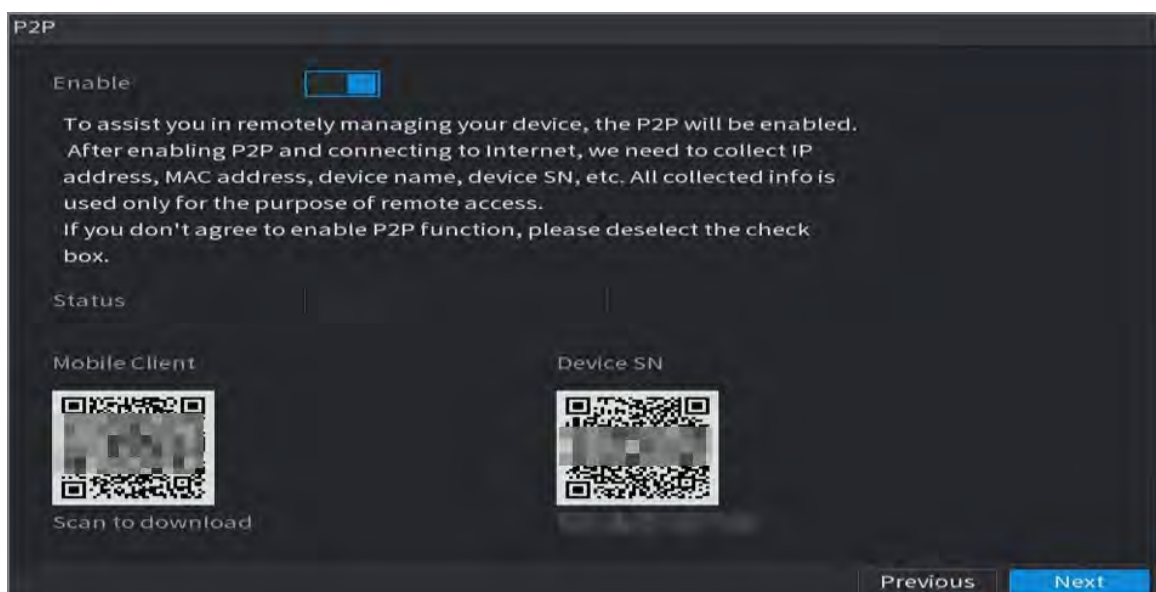 P2P
Enable
To assist you in remotely managing your device, the P2P will be enabled.
After enabling P2P and connecting to Internet, we need to collect IP
address, MAC address, device name, device SN, etc. All collected info is
used only for the purpose of remote access.
If you don't agree to enable P2P function, please deselect the check
box.
Status
Mobile Client
Device SN
Scan to download
Previous
Next